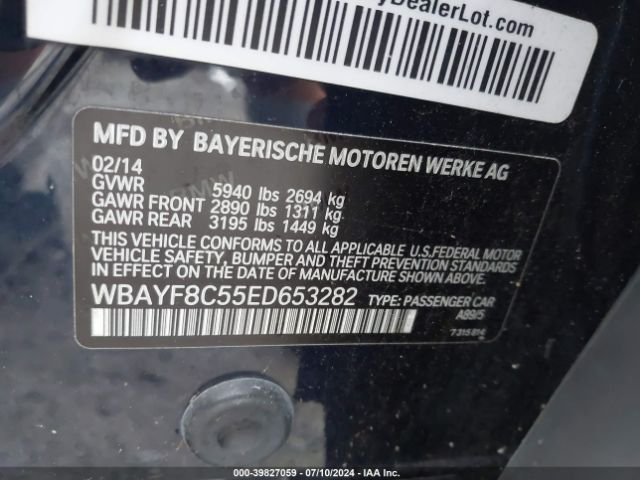 yDealerLot.com
MFD BY BAYERISCHE MOTOREN WERKE AG
02/14
GVWR 5940 lbs 2694 kg
GAWR FRONT 2890 lbs 1311 kg
GAWR REAR 3195 lbs 1449 kg
THIS VEHICLE CONFORMS TO ALL APPLICABLE U.S.FEDERAL MOTOR
VEHICLE SAFETY, BUMPER AND THEFT PREVENTION STANDARDS
IN EFFECT ON THE DATE OF MANUFACTURE SHOWN ABOVE.
WBAYF8C55ED653282 TYPE: PASSENGER CAR
A89/5
7 315 814
000-39827059 / 07/10/2024 / IAA Inc.